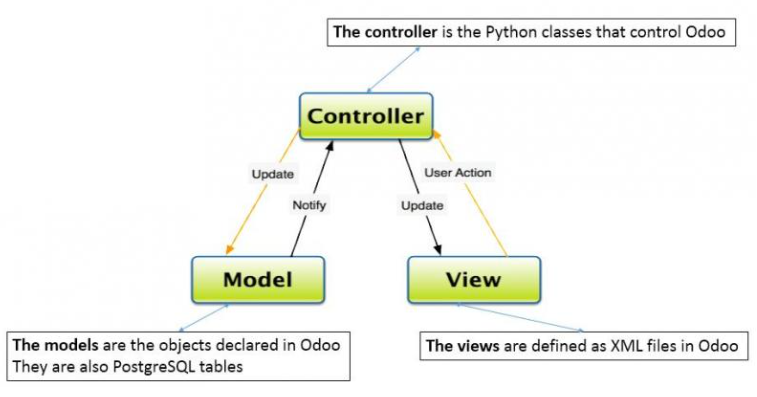 The controller is the Python classes that control Odoo
Controller
Update
User Action
Notify
Update
Model
View
The models are the objects declared in Odoo
They are also PostgreSQL tables
The views are defined as XML files in Odoo